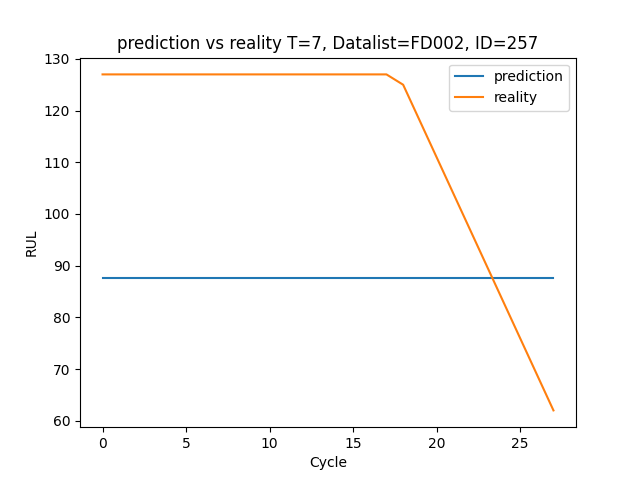 prediction vs reality T=7, Datalist=FD002, ID=257
130
120
110
100
90
80
70
60
RUL
prediction
reality
0 5 10 15 20 25
Cycle